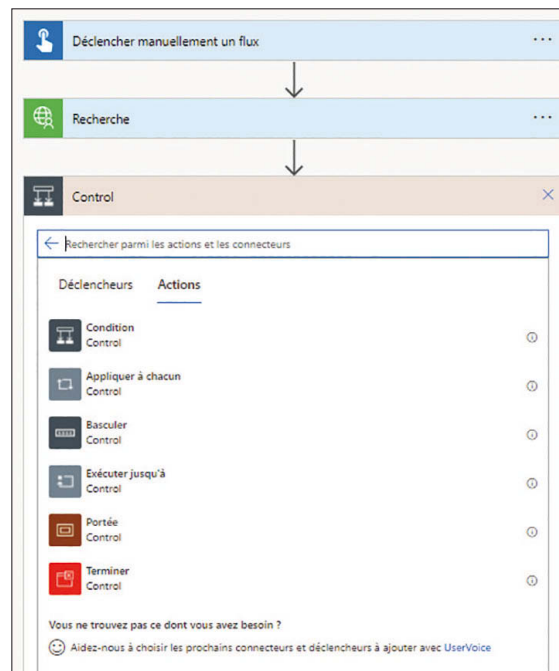 Déclencher manuellement un flux
Recherche
Control
Rechercher parmi les actions et les connecteurs
Déclencheurs Actions
Condition
Control
Appliquer à chacun
Control
Basculer
Control
Exécuter jusqu'à
Control
Portée
Control
Terminer
Control
Vous ne trouvez pas ce dont vous avez besoin ?
Aidez-nous à choisir les prochains connecteurs et déclencheurs à ajouter avec UserVoice